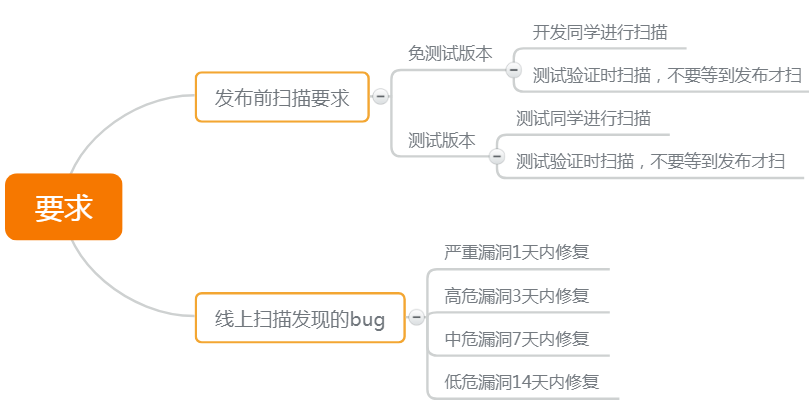 要求
发布前扫描要求
免测试版本
开发同学进行扫描
测试验证时扫描，不要等到发布才扫
测试版本
测试同学进行扫描
测试验证时扫描，不要等到发布才扫
线上扫描发现的bug
严重漏洞1天内修复
高危漏洞3天内修复
中危漏洞7天内修复
低危漏洞14天内修复